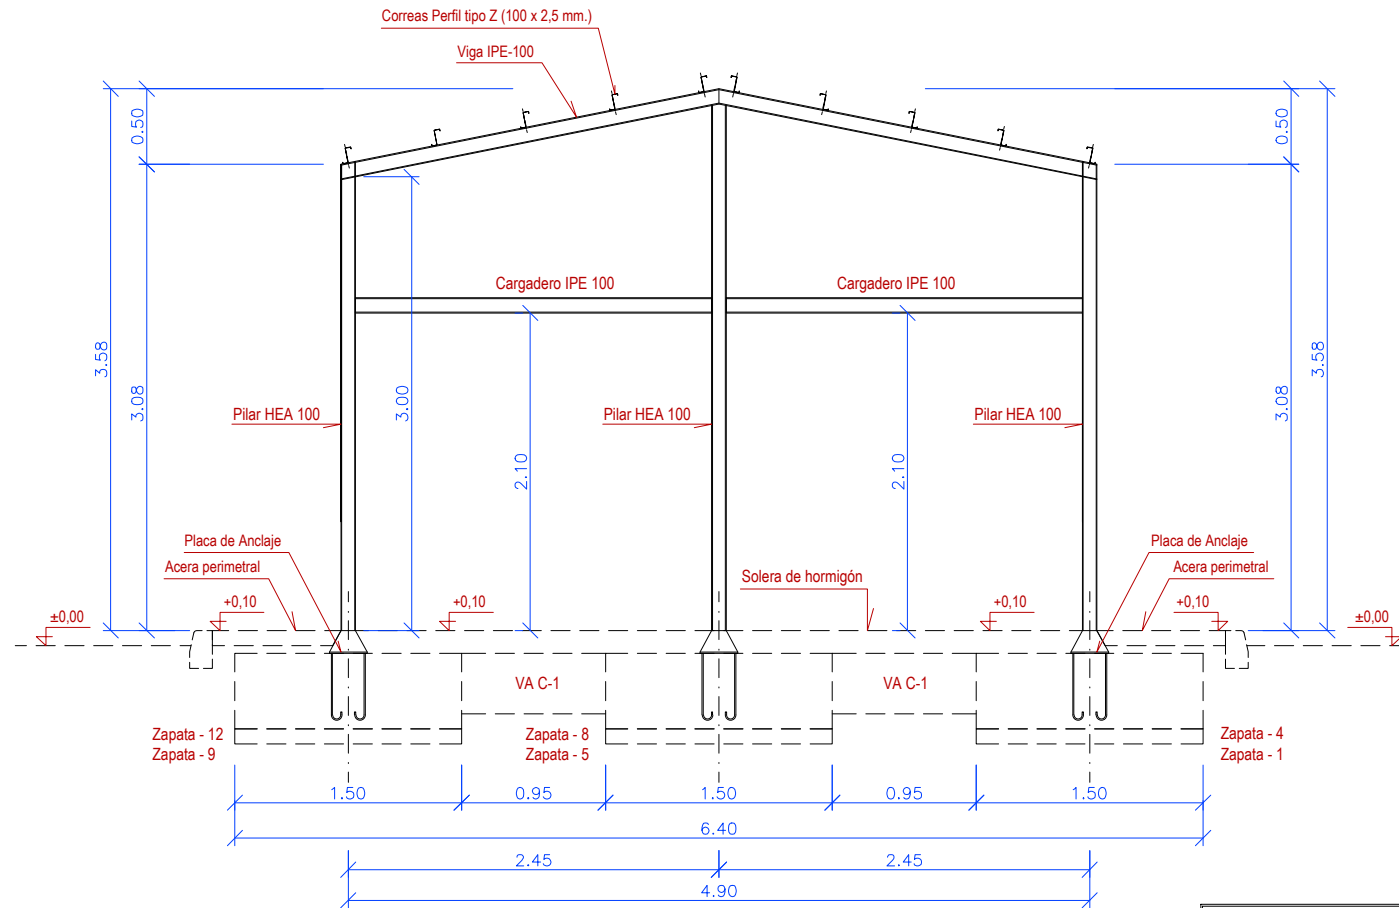 Correas Perfil tipo Z (100 x 2,5 mm.)
Viga IPE-100
0.50
0.50
Cargadero IPE 100
Cargadero IPE 100
3.58
3.08
3.00
3.08
3.58
Pilar HEA 100
Pilar HEA 100
Pilar HEA 100
2.10
2.10
Placa de Anclaje
Placa de Anclaje
Acera perimetral
Solera de hormigón
Acera perimetral
±0,00
+0,10
+0,10
+0,10
+0,10
±0,00
VA C-1
VA C-1
Zapata - 12
Zapata - 9
Zapata - 8
Zapata - 5
Zapata - 4
Zapata - 1
1.50
0.95
1.50
0.95
1.50
6.40
2.45
2.45
4.90